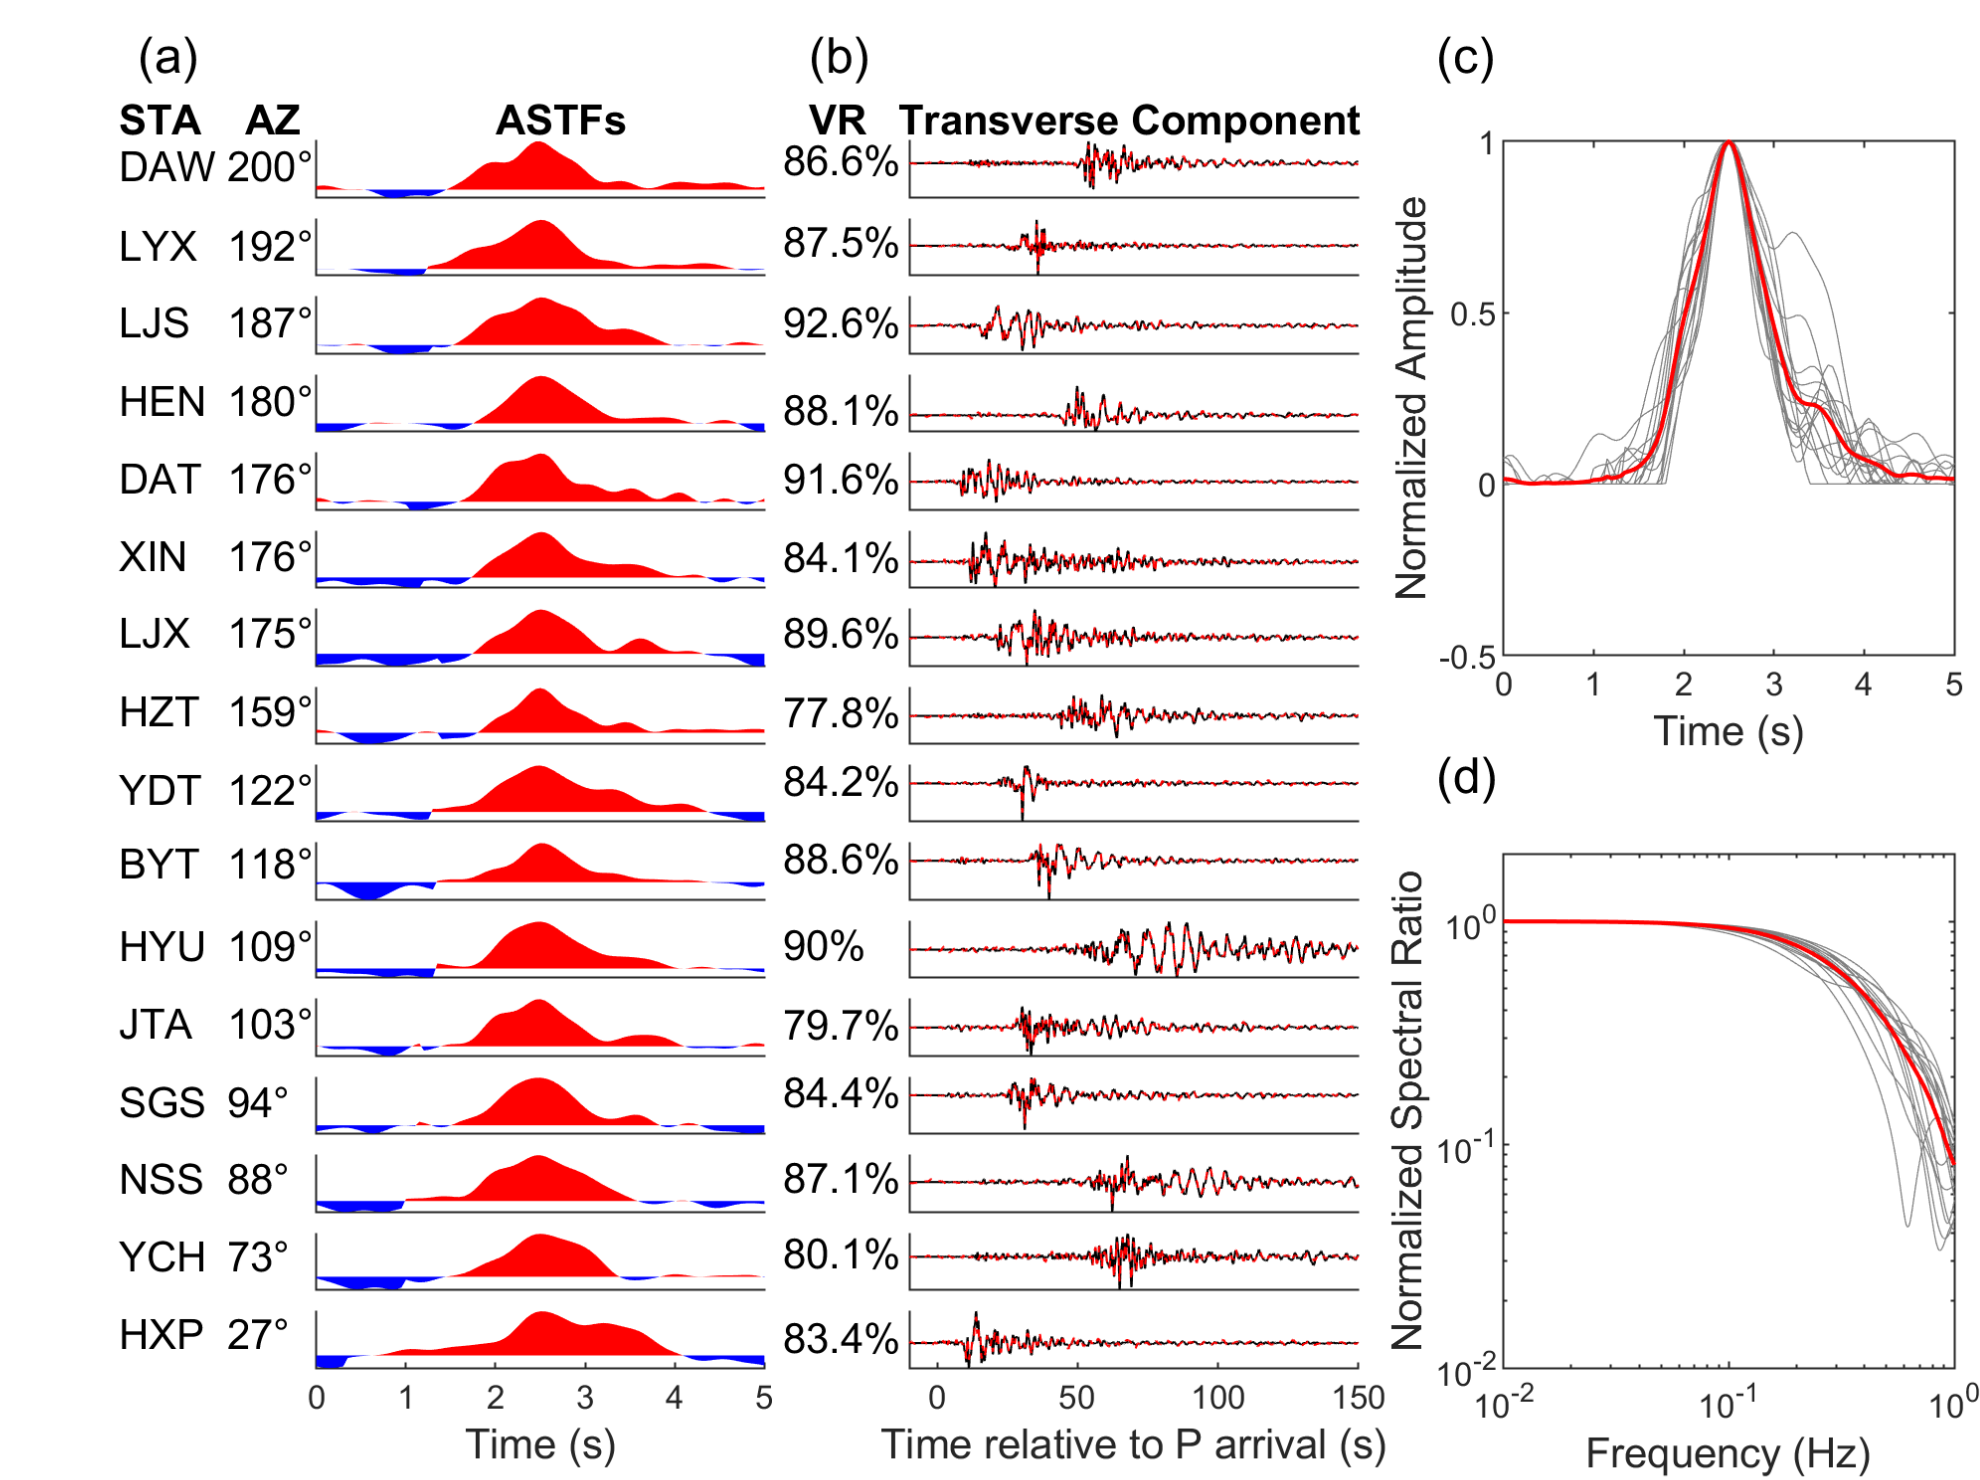 (a) (b) (c)
STA AZ ASTFs VR Transverse Component
DAW 200° 86.6%
LYX 192° 87.5%
LJS 187° 92.6%
HEN 180° 88.1%
DAT 176° 91.6%
XIN 176° 84.1%
LJX 175° 89.6%
HZT 159° 77.8%
YDT 122° 84.2%
BYT 118° 88.6%
HYU 109° 90%
JTA 103° 79.7%
SGS 94° 84.4%
NSS 88° 87.1%
YCH 73° 80.1%
HXP 27° 83.4%
0 1 2 3 4 5
Time (s)
0 50 100 150
Time relative to P arrival (s)
Normalized Amplitude
1
0.5
0
-0.5
0 1 2 3 4 5
Time (s)
(d)
Normalized Spectral Ratio
10⁰
10⁻¹
10⁻²
10⁻² 10⁻¹ 10⁰
Frequency (Hz)